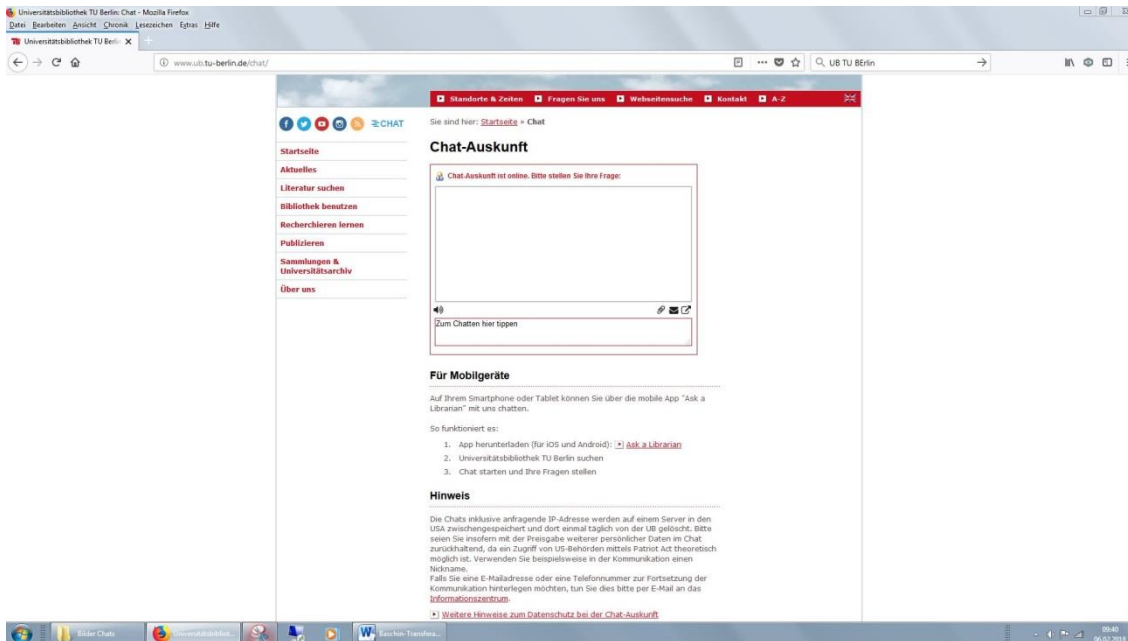 Universitätsbibliothek TU Berlin: Chat - Mozilla Firefox
Datei Bearbeiten Ansicht Chronik Lesezeichen Extras Hilfe
Universitätsbibliothek TU Berlin
www.ub.tu-berlin.de/chat/
UB TU BErlin
Standorte & Zeiten Fragen Sie uns Webseitensuche Kontakt A-Z
CHAT
Sie sind hier: Startseite » Chat
Startseite
Aktuelles
Literatur suchen
Bibliothek benutzen
Recherchieren lernen
Publizieren
Sammlungen &
Universitätsarchiv
Über uns
Chat-Auskunft
Chat-Auskunft ist online. Bitte stellen Sie Ihre Frage:
Zum Chatten hier tippen
Für Mobilgeräte
Auf Ihrem Smartphone oder Tablet können Sie über die mobile App "Ask a
Librarian" mit uns chatten.
So funktioniert es:
1. App herunterladen (für iOS und Android): Ask a Librarian
2. Universitätsbibliothek TU Berlin suchen
3. Chat starten und Ihre Fragen stellen
Hinweis
Die Chats inklusive anfragende IP-Adresse werden auf einem Server in den
USA zwischengespeichert und dort einmal täglich von der UB gelöscht. Bitte
seien Sie insofern mit der Preisgabe weiterer persönlicher Daten im Chat
zurückhaltend, da ein Zugriff von US-Behörden mittels Patriot Act theoretisch
möglich ist. Verwenden Sie beispielsweise in der Kommunikation einen
Nickname.
Falls Sie eine E-Mailadresse oder eine Telefonnummer zur Fortsetzung der
Kommunikation hinterlegen möchten, tun Sie dies bitte per E-Mail an das
Informationszentrum.
Weitere Hinweise zum Datenschutz bei der Chat-Auskunft
Bilder Chats
Universitätsbibliot...
Baschin-Transfera...
09:40